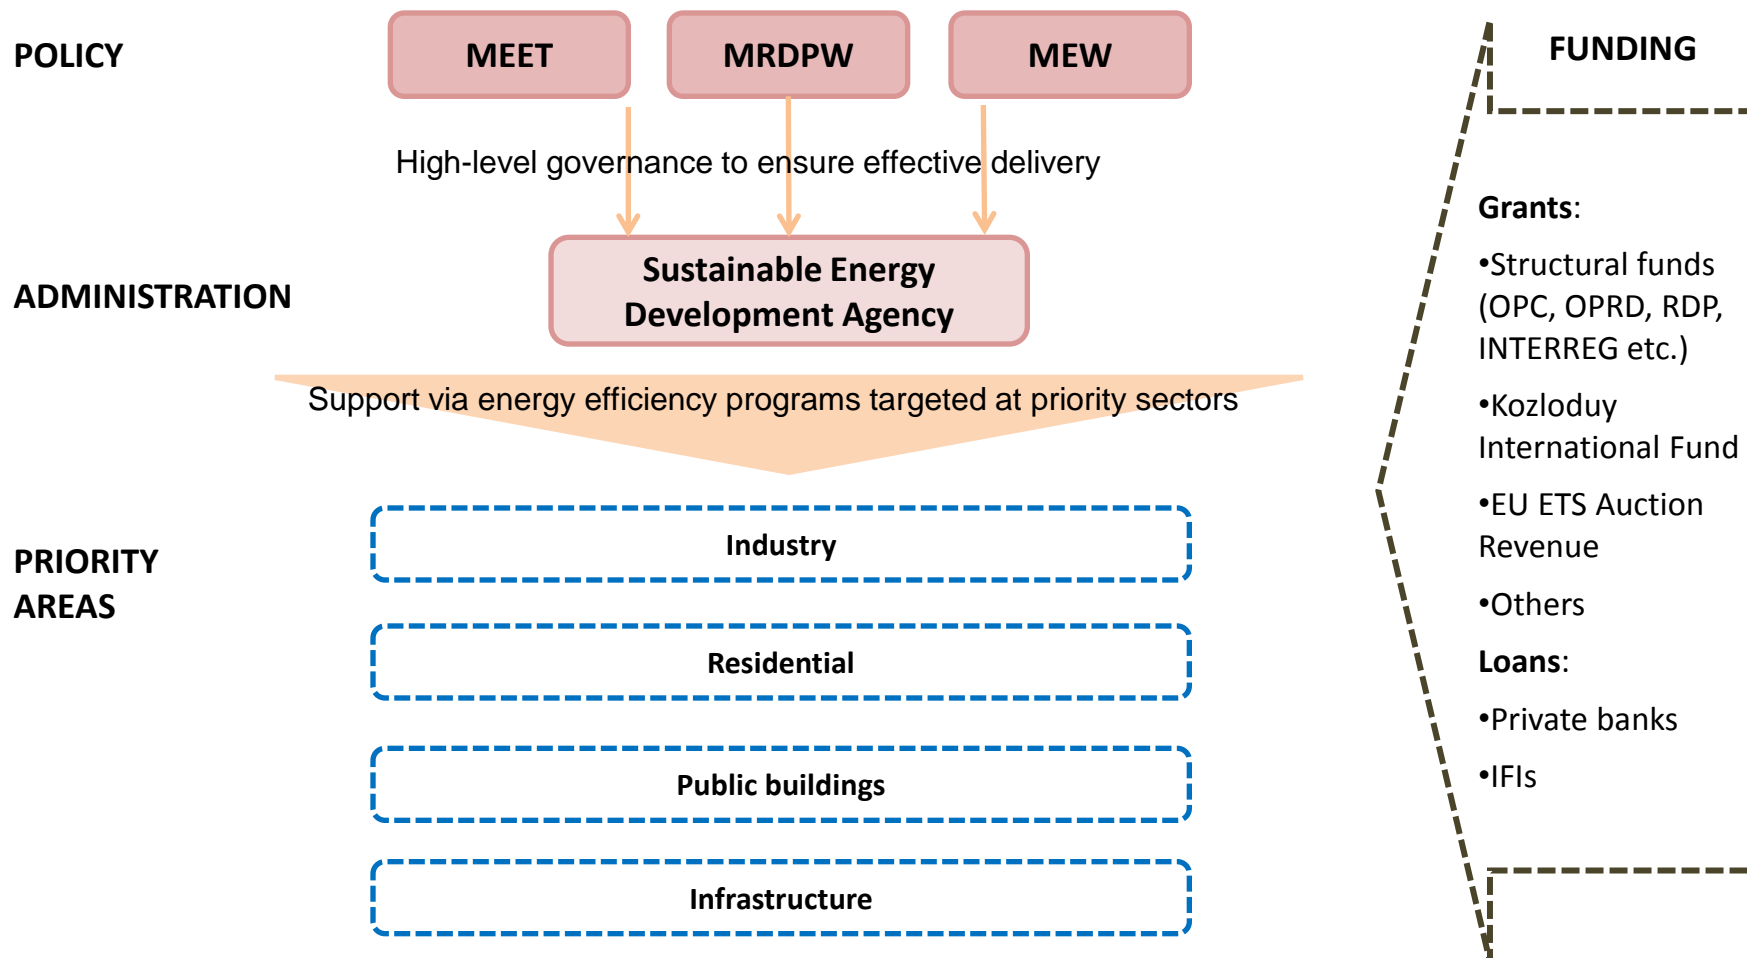 POLICY
MEET
MRDPW
MEW
FUNDING
High-level governance to ensure effective delivery
ADMINISTRATION
Sustainable Energy
Development Agency
Support via energy efficiency programs targeted at priority sectors
PRIORITY
AREAS
Industry
Residential
Public buildings
Infrastructure
Grants:
•Structural funds
(OPC, OPRD, RDP,
INTERREG etc.)
•Kozloduy
International Fund
•EU ETS Auction
Revenue
•Others
Loans:
•Private banks
•IFIs